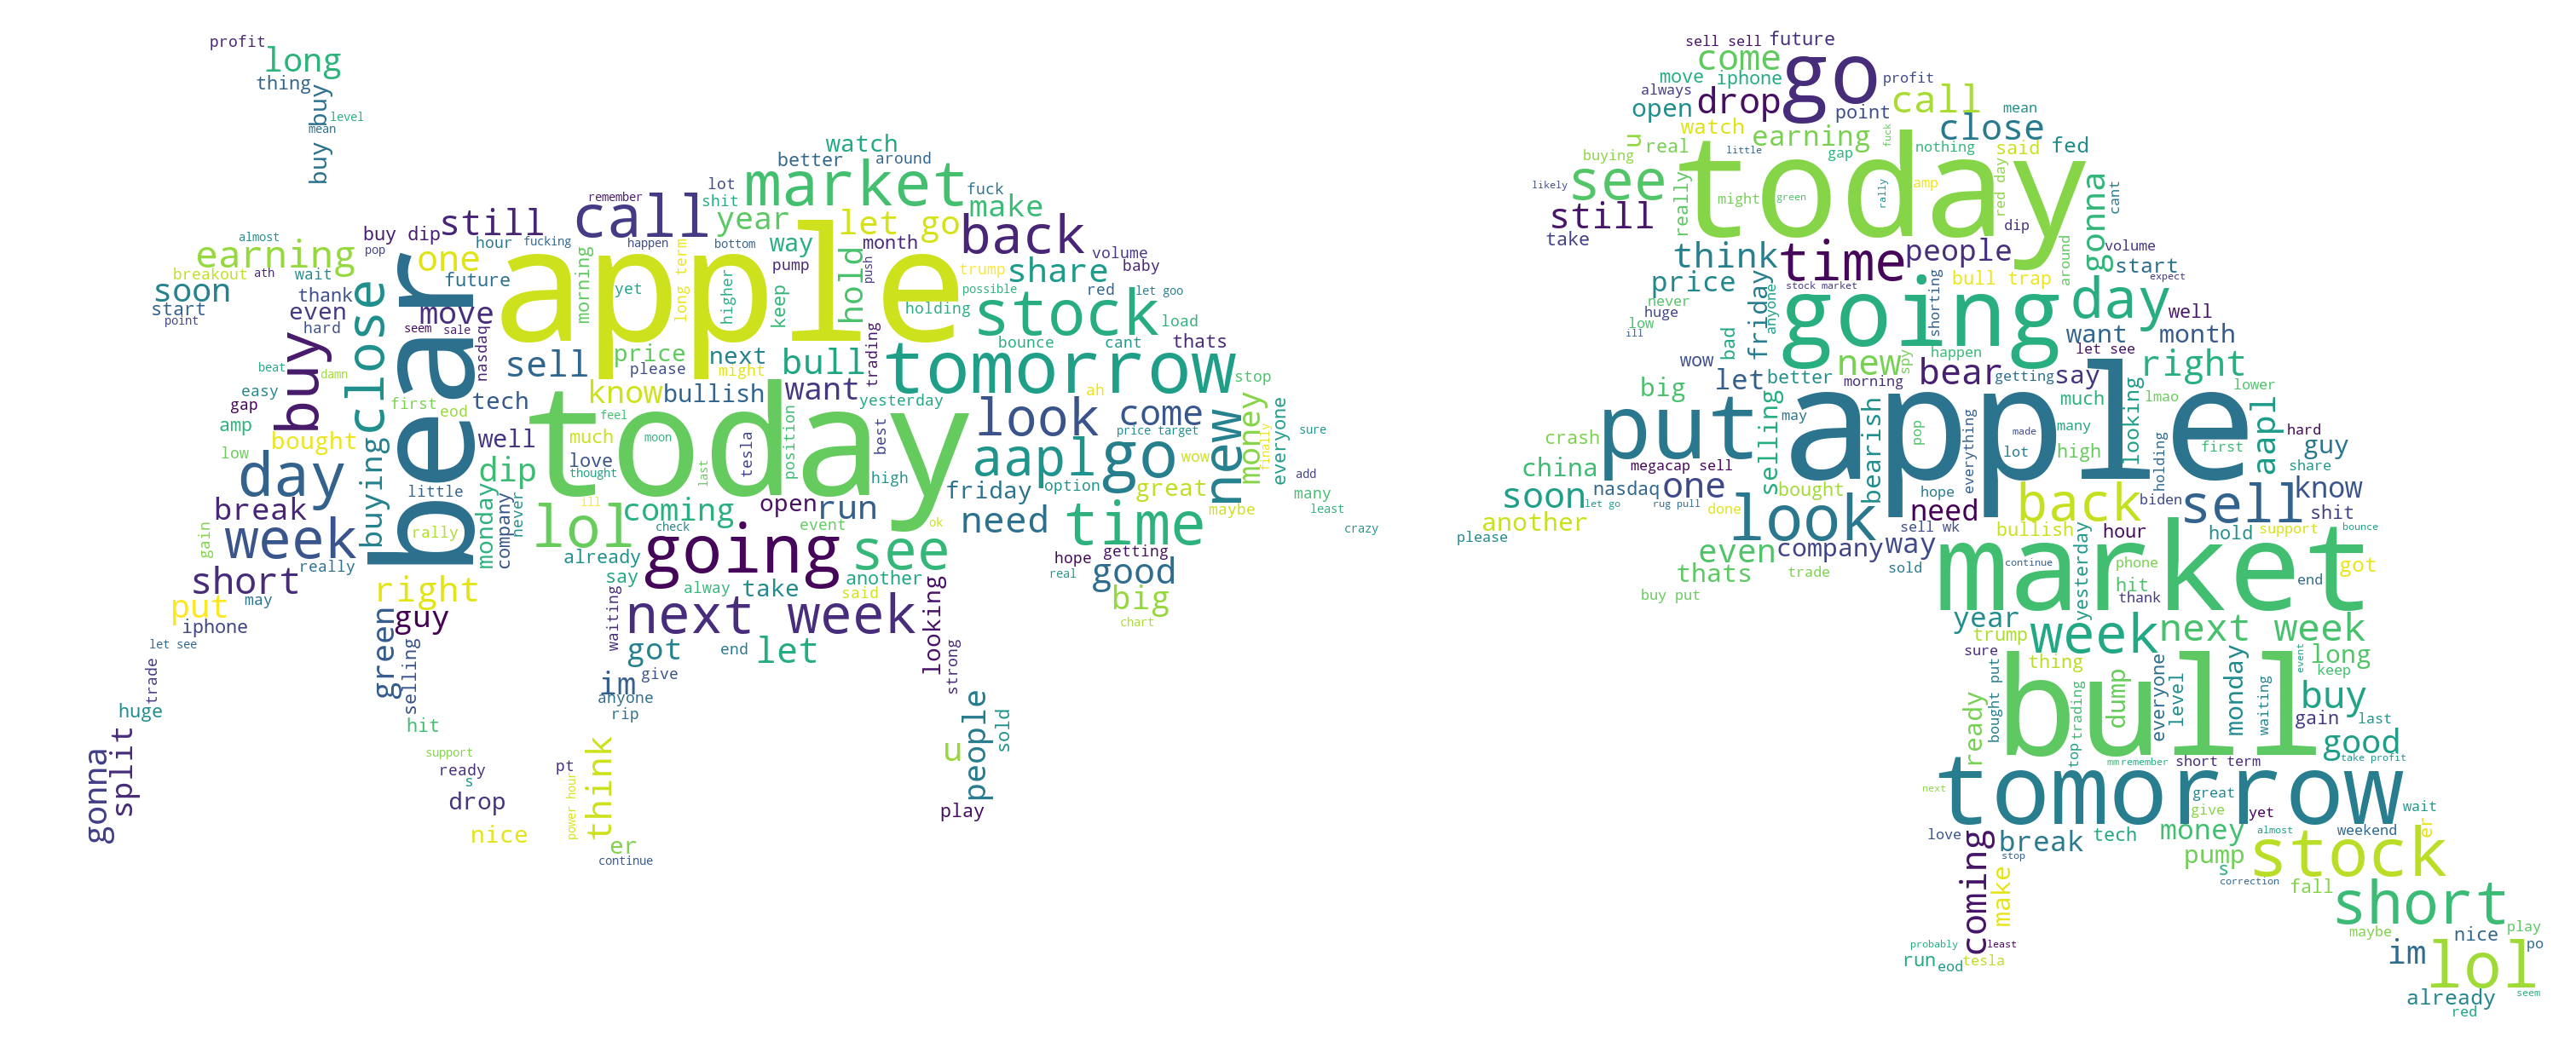 profit
long
thing
buy buy
level
mean
watch
better
around
lot
market
remember
shit
fuck
call
year
let go
make
still
buy dip
back
almost
hour
fucking
happen
bottom
way
month
volume
earning
pop
one
apple
pump
push
trump
share
baby
breakout
ath
wait
future
morning
yet
long term
higher
keep
hold
possible
red
let goo
soon
thank
close
bear
holding
stock
start
even
move
load
point
hard
seem
sale
nasdaq
sell
price
next
bull
trading
bounce
cant
thats
buy
please
might
tomorrow
beat
damn
know
bullish
want
yesterday
stop
easy
first
eod
tech
today
ah
gap
feel
look
come
new
money
everyone
amp
bought
well
much
moon
tesla
position
best
price target
sure
low
love
thought
last
aapl
go
wow
finally
day
dip
high
add
little
monday
company
never
ill
friday
option
great
many
break
buying
lol
coming
open
run
need
time
maybe
least
week
rally
check
event
ok
crazy
gain
really
already
going
see
hope
getting
short
right
say
alway
take
another
real
good
put
may
green
guy
waiting
next week
said
looking
big
iphone
chart
let see
selling
got
end
let
strong
trade
im
give
huge
anyone
people
sold
hit
rip
gonna
split
support
think
u
ready
pt
s
power hour
drop
play
nice
er
continue
sell sell
future
come
go
move
iphone
profit
always
drop
call
open
point
mean
watch
earning
fuck
close
u
real
little
gap
nothing
said
fed
buying
today
likely
see
really
might
green
rally
amp
red day
gonna
cant
still
dip
take
think
time
people
around
volume
price
friday
bull trap
start
expect
never
anyone
stock market
going
day
huge
shorting
well
low
want
month
ill
bad
wow
new
spy
happen
let see
right
big
let
better
morning
bear
getting
say
lower
put
selling
apple
much
looking
lmao
aapl
may
bearish
pop
everything
made
many
hard
crash
lot
high
first
guy
china
megacap sell
holding
share
soon
nasdaq
one
bought
hope
back
biden
sell
know
let go
rug pull
done
look
need
shit
another
sell wk
bullish
hour
hold
support
bounce
please
even
company
way
market
thats
trade
sold
continue
yesterday
phone
end
got
hit
buy put
thank
year
week
next week
trump
sure
thing
everyone
monday
event
long
keep
bull
ready
bought put
trading
dump
level
waiting
buy
gain
last
top
good
mm
remember
short term
take profit
tomorrow
next
great
wait
give
yet
love
coming
break
tech
money
almost
weekend
er
stop
pump
stock
s
make
correction
fall
short
maybe
play
probably
least
im
nice
po
run
eod
tesla
lol
already
seem
red